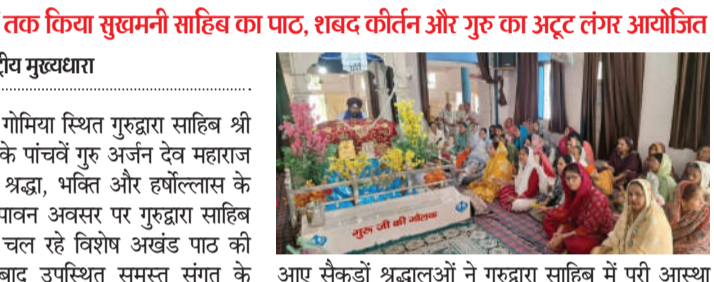 तक किया सुखमनी साहिब का पाठ, शबद कीर्तन और गुरु का अटूट लंगर आयोजित
मुख्यधारा
गोमिया स्थित गुरुद्वारा साहिब श्री
के पांचवें गुरु अर्जन देव महाराज
श्रद्धा, भक्ति और हर्षोल्लास के
पावन अवसर पर गुरुद्वारा साहिब
चल रहे विशेष अखंड पाठ की
बाद उपस्थित समस्त संगत के
गुरु जी की गोलक
आए सैकड़ों श्रद्धालुओं ने गुरुद्वारा साहिब में पूरी आस्था